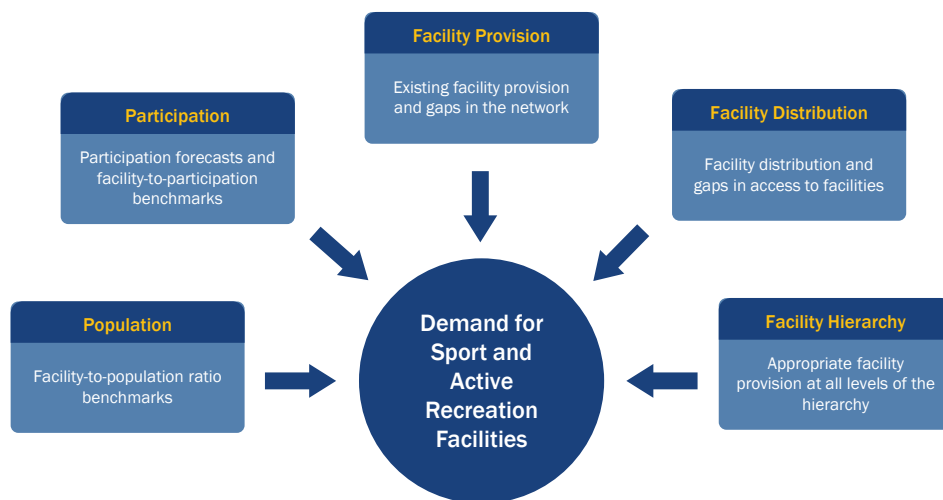 Facility Provision
Existing facility provision
and gaps in the network
Participation
Participation forecasts and
facility-to-participation
benchmarks
Facility Distribution
Facility distribution and
gaps in access to facilities
Population
Facility-to-population ratio
benchmarks
Demand for
Sport and
Active
Recreation
Facilities
Facility Hierarchy
Appropriate facility
provision at all levels of the
hierarchy